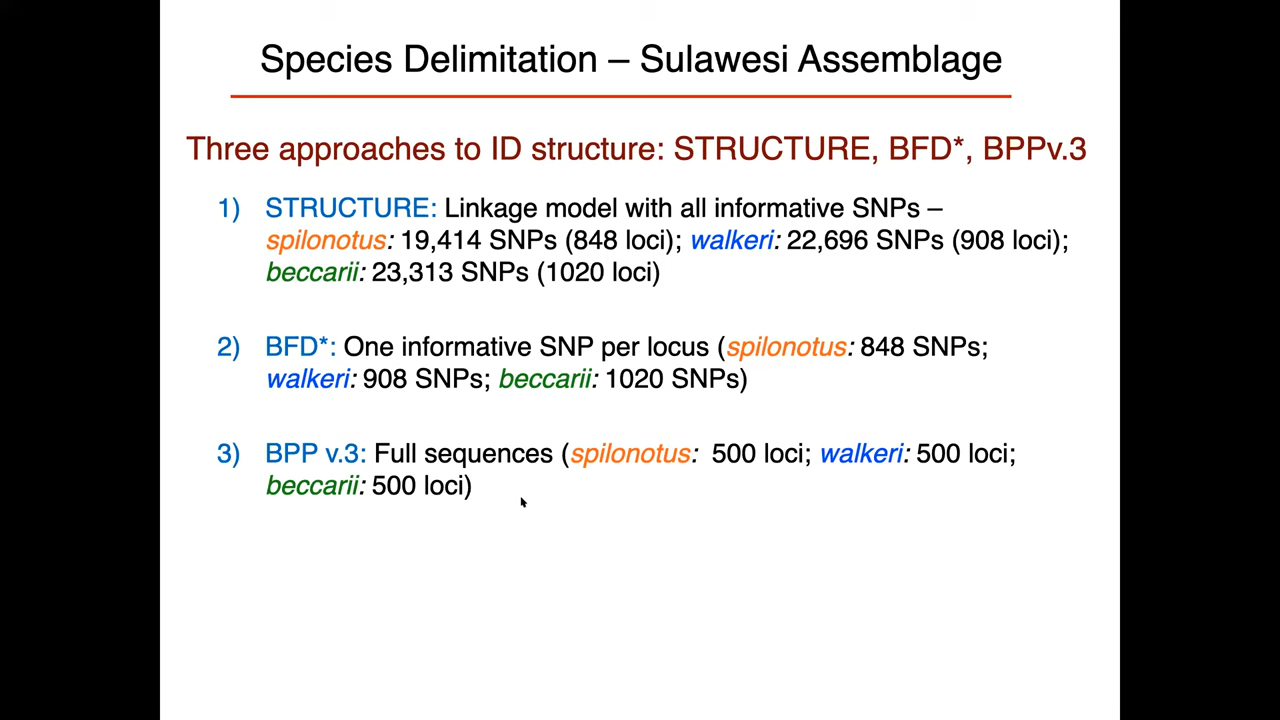 Species Delimitation – Sulawesi Assemblage
Three approaches to ID structure: STRUCTURE, BFD*, BPPv.3
1) STRUCTURE: Linkage model with all informative SNPs –
spilonotus: 19,414 SNPs (848 loci); walkeri: 22,696 SNPs (908 loci);
beccarii: 23,313 SNPs (1020 loci)
2) BFD*: One informative SNP per locus (spilonotus: 848 SNPs;
walkeri: 908 SNPs; beccarii: 1020 SNPs)
3) BPP v.3: Full sequences (spilonotus: 500 loci; walkeri: 500 loci;
beccarii: 500 loci)